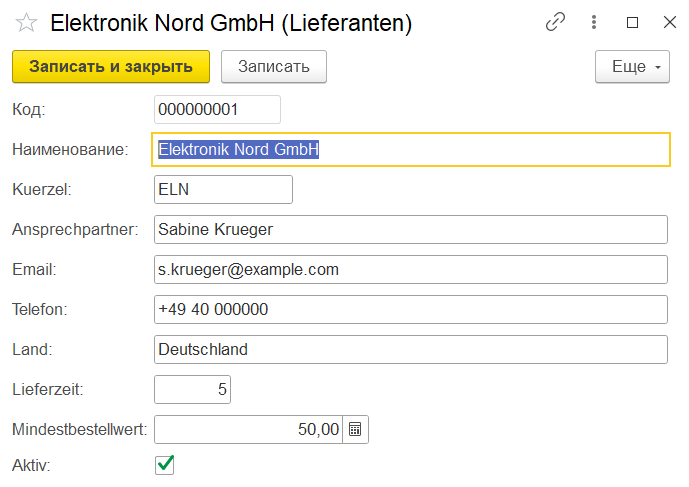 Elektronik Nord GmbH (Lieferanten)
Записать и закрыть Записать Еще
Код: 000000001
Наименование: Elektronik Nord GmbH
Kuerzel: ELN
Ansprechpartner: Sabine Krueger
Email: s.krueger@example.com
Telefon: +49 40 000000
Land: Deutschland
Lieferzeit: 5
Mindestbestellwert: 50,00
Aktiv: